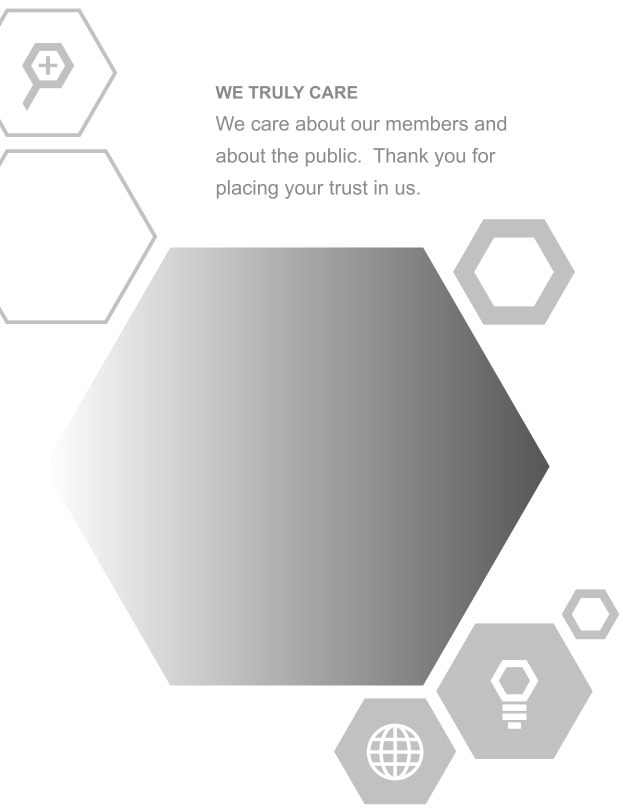 WE TRULY CARE
We care about our members and
about the public.  Thank you for
placing your trust in us.